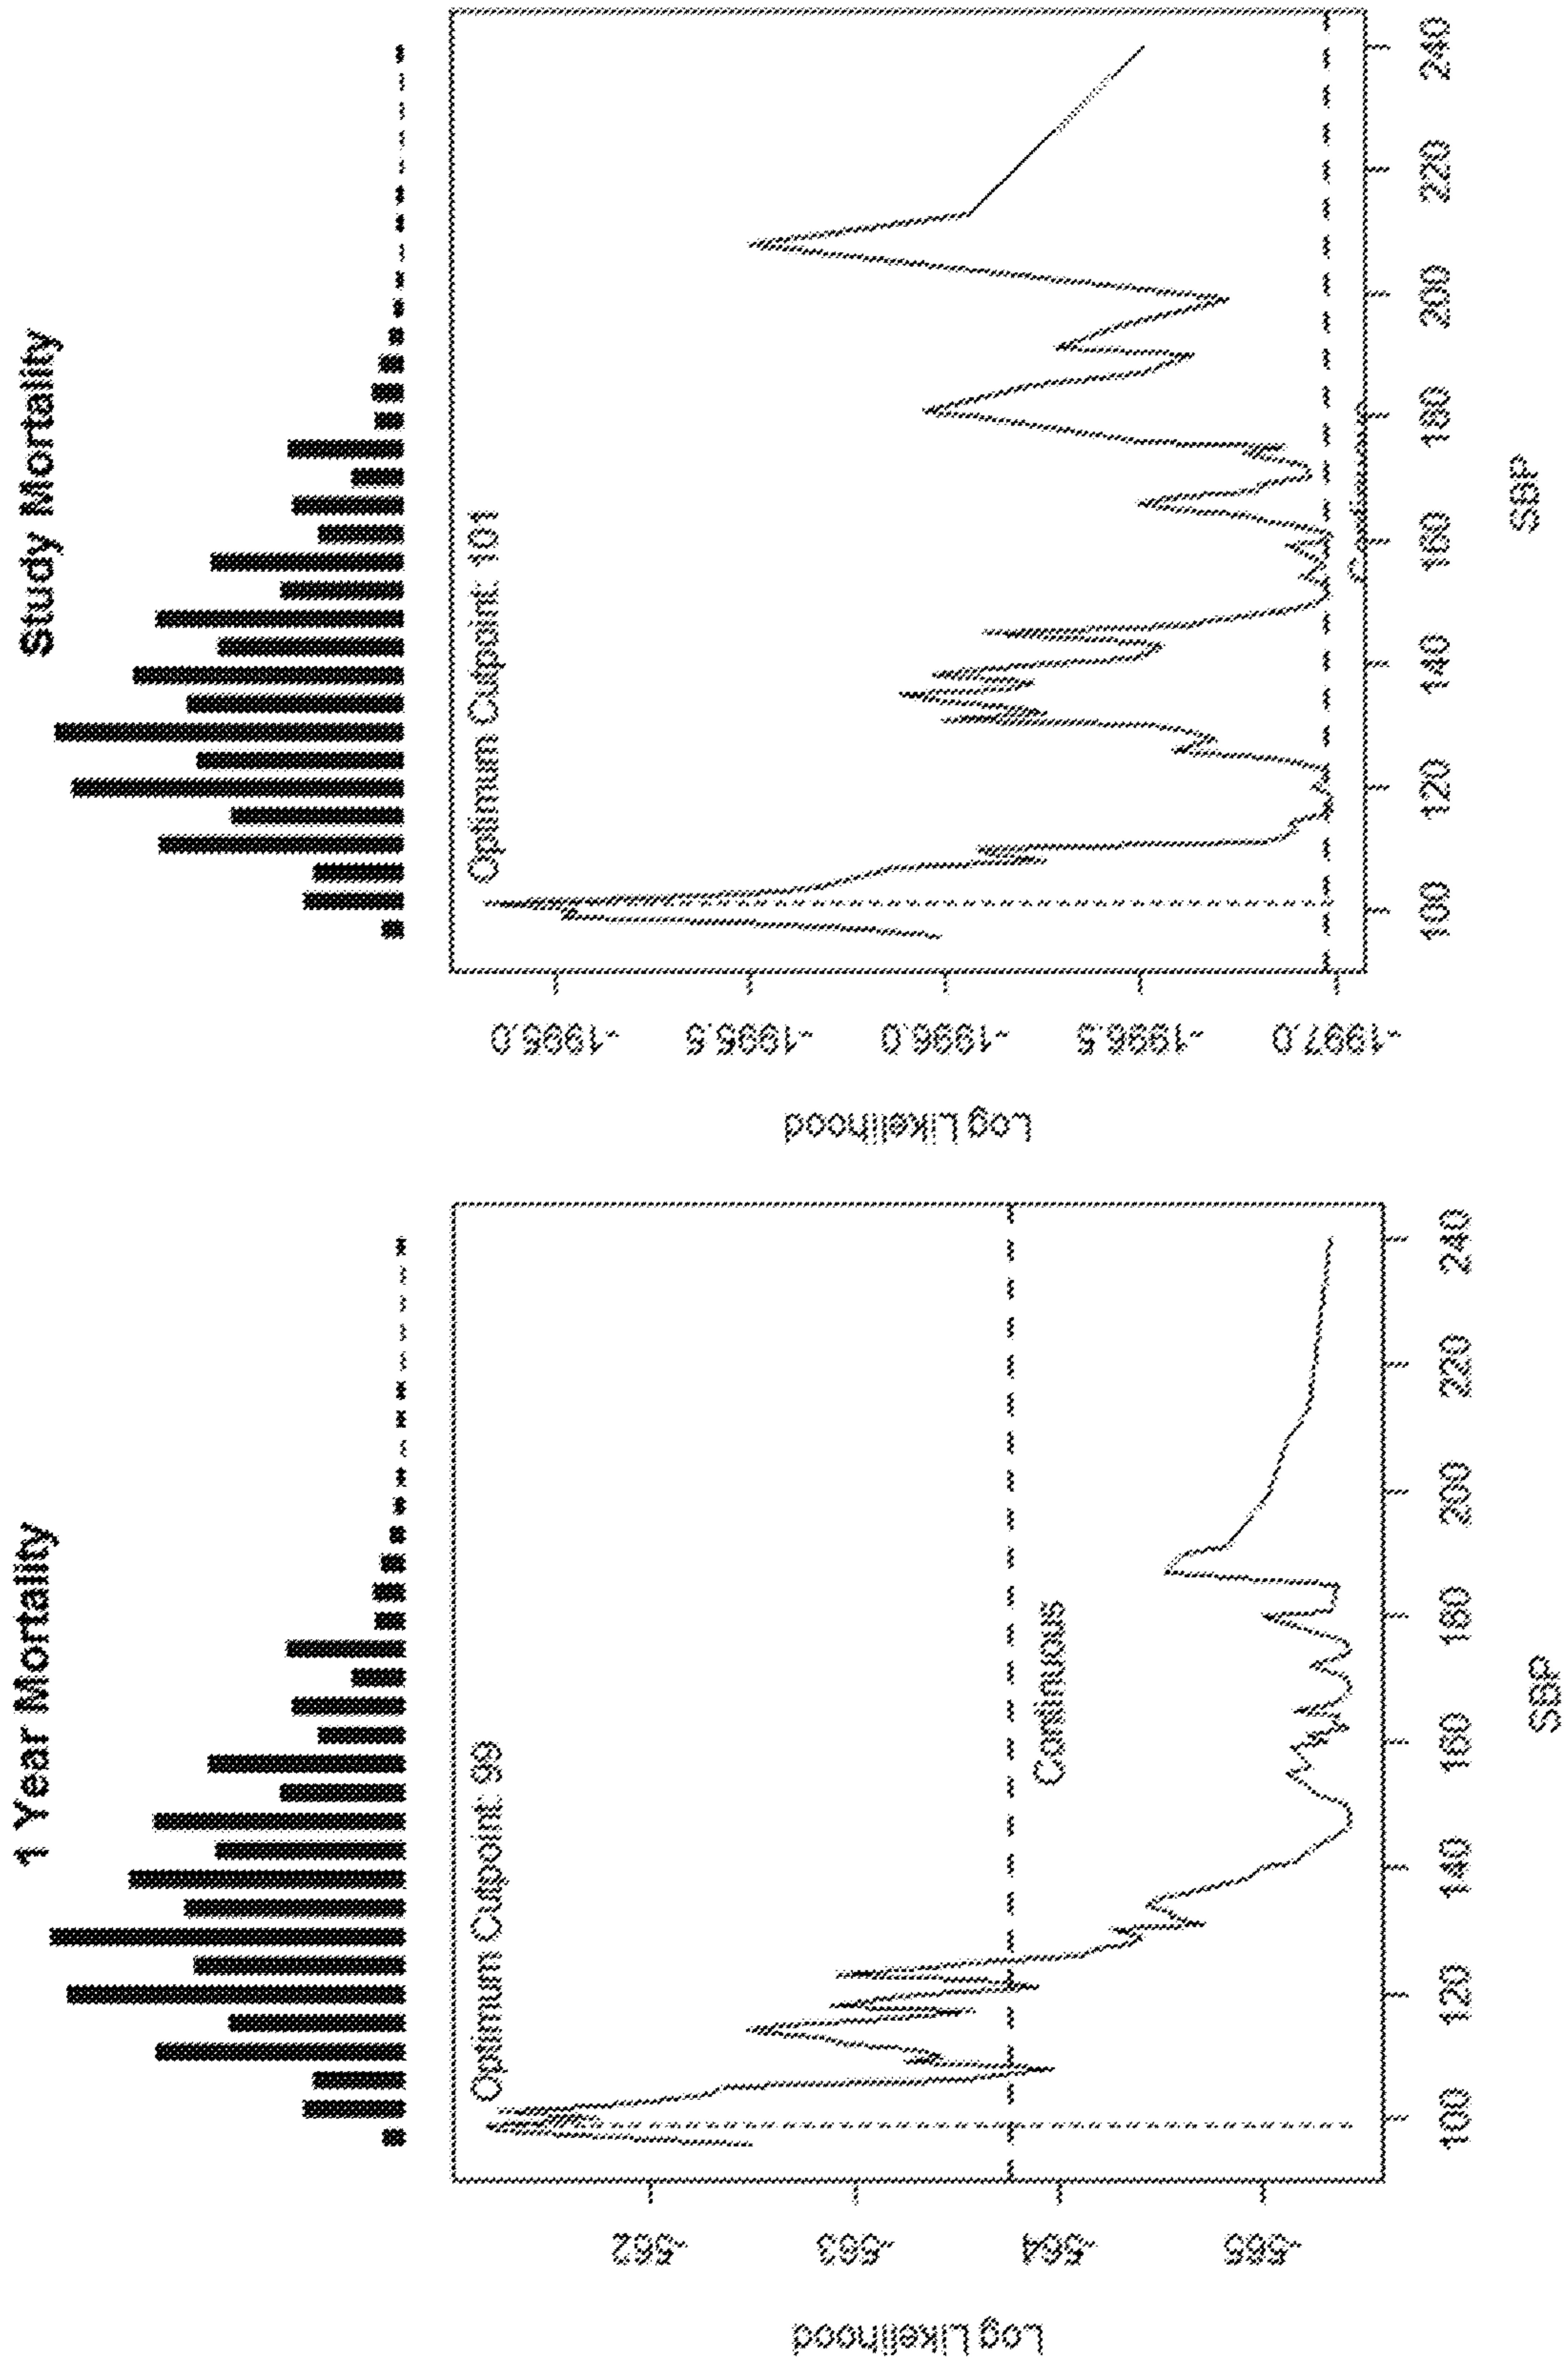 1 Year Mortality
Optimum Cutpoint: 99
Continuous
Log Likelihood
-562
-563
-564
-565
100
120
140
160
180
200
220
240
SBP
Study Mortality
Optimum Cutpoint: 101
Continuous
Log Likelihood
-1995.0
-1995.5
-1996.0
-1996.5
-1997.0
100
120
140
160
180
200
220
240
SBP